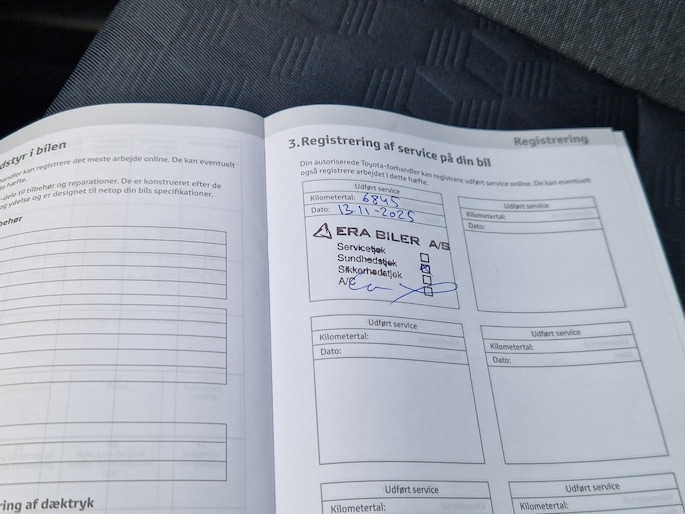 dstyr i bilen
handler kan registrere det meste arbejde online. De kan eventuelt
te hæfte.
-dele to tilbehør og reparationer. De er konstrueret efter de
og ydelse og er designet til netop din bils specifikationer.
behør
ring af dæktryk
Registrering
3.Registrering af service på din bil
Din autoriserede Toyota-forhandler kan registrere udført service online. De kan eventuelt
også registrere arbejdet i dette hæfte.
Udført service
Kilometertal: 6845
Dato: 13-11-2025
ERA BILER A/S
Servicetjek
Sundhedstjek
Sikkerhedstjek
A/C
Udført service
Kilometertal:
Dato:
Udført service
Kilometertal:
Dato:
Udført service
Kilometertal:
Dato:
Udført service
Kilometertal:
Udført service
Kilometertal: